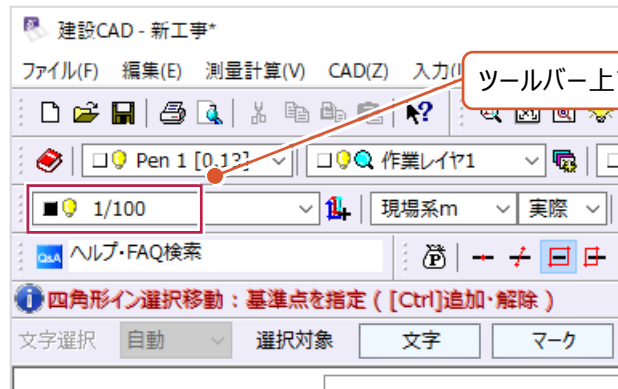 建設CAD - 新工事*
ファイル(F) 編集(E) 測量計算(V) CAD(Z) 入力(I
ツールバー上
Pen 1 [0.13] 作業レイヤ1
1/100 現場系m 実際
Q&A ヘルプ・FAQ検索
四角形イン選択移動:基準点を指定 ( [Ctrl]追加・解除 )
文字選択 自動 選択対象 文字 マーク